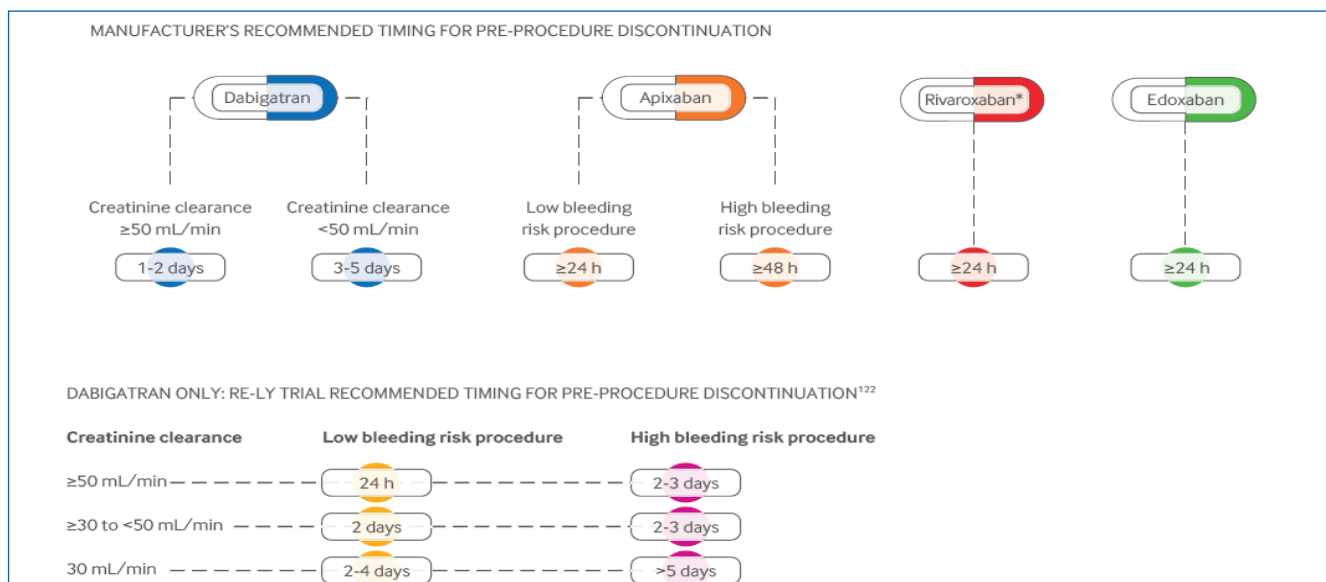 MANUFACTURER'S RECOMMENDED TIMING FOR PRE-PROCEDURE DISCONTINUATION
Dabigatran
Apixaban
Rivaroxaban*
Edoxaban
Creatinine clearance
≥50 mL/min
Creatinine clearance
<50 mL/min
Low bleeding
risk procedure
High bleeding
risk procedure
1-2 days
3-5 days
≥24 h
≥48 h
≥24 h
≥24 h
DABIGATRAN ONLY: RE-LY TRIAL RECOMMENDED TIMING FOR PRE-PROCEDURE DISCONTINUATION¹²²
Creatinine clearance Low bleeding risk procedure High bleeding risk procedure
≥50 mL/min 24 h 2-3 days
≥30 to <50 mL/min 2 days 2-3 days
30 mL/min 2-4 days >5 days